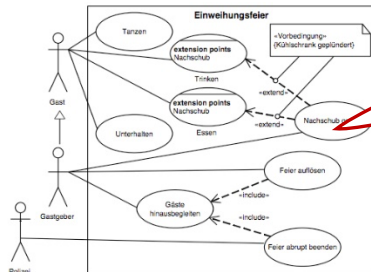 Einweihungsfeier
«Vorbedingung»
{Kühlschrank geplündert}
Tanzen
extension points
Nachschub
Trinken
«extend»
Gast
extension points
Nachschub
Essen
«extend»
Nachschub
Unterhalten
Feier auflösen
Gastgeber
Gäste
hinausbegleiten
«include»
«include»
Feier abrupt beenden